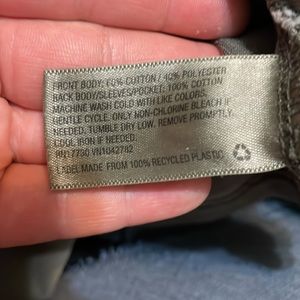 FRONT BODY: 60% COTTON / 40% POLYESTER
BACK BODY/SLEEVES/POCKET: 100% COTTON
MACHINE WASH COLD WITH LIKE COLORS.
GENTLE CYCLE. ONLY NON-CHLORINE BLEACH IF
NEEDED. TUMBLE DRY LOW. REMOVE PROMPTLY.
COOL IRON IF NEEDED.
RN17730 VN1042782
LABEL MADE FROM 100% RECYCLED PLASTIC.